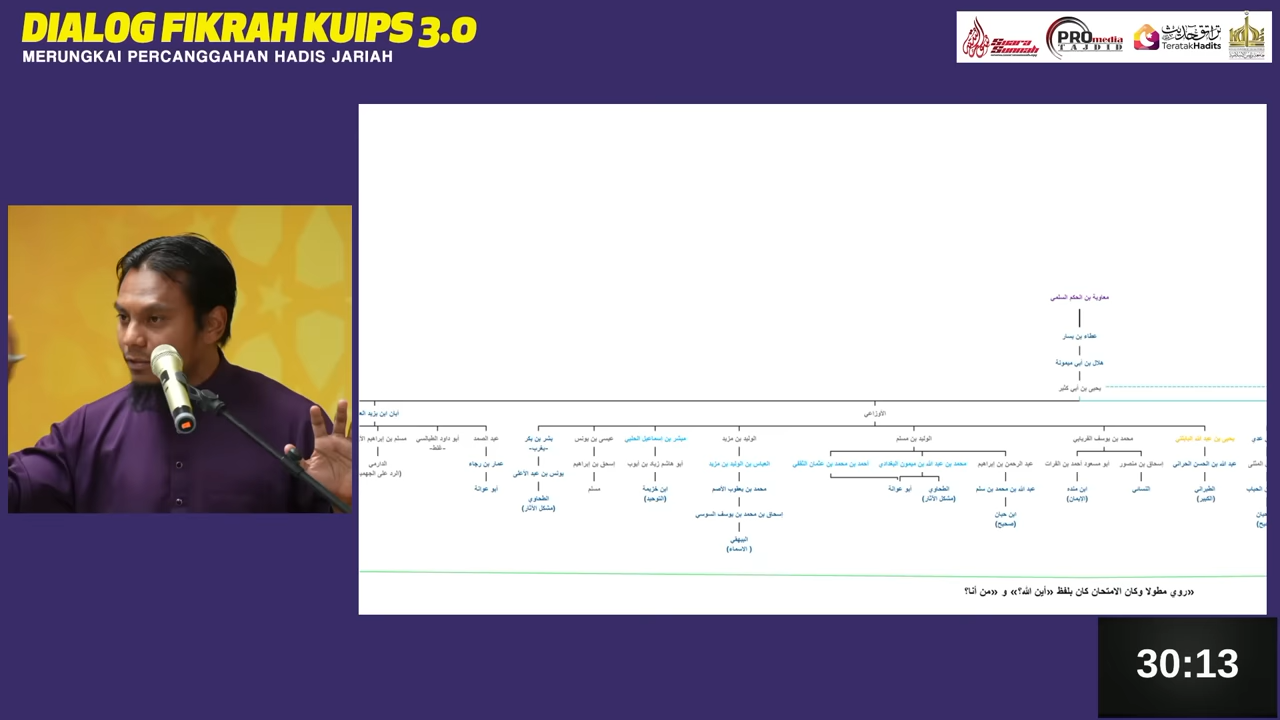 DIALOG FIKRAH KUIPS 3.0
MERUNGKAI PERCANGGAHAN HADIS JARIAH
Suara Sunnah
PROmedia
TAJDID
TeratakHadits
معاوية بن الحكم السلمي
عطاء بن يسار
هلال بن أبي ميمونة
يحيى بن أبي كثير
أبان ابن يزيد
الأوزاعي
مسلم بن إبراهيم
أبو داود الطيالسي
-لفظ-
عبد الصمد
بشر بن بكر
عيسى بن يونس
مبشر بن اسماعيل الحلبي
الوليد بن مزيد
الوليد بن مسلم
محمد بن يوسف الفريابي
يحيى بن عبد الله البابلتي
الدارمي
عمار بن رجاء
يونس بن عبد الأعلى
إسحق بن إبراهيم
أبو هاشم زياد بن أيوب
العباس بن الوليد بن مزيد
أحمد بن محمد بن عثمان الثقفي
محمد بن عبد الله بن ميمون البغدادي
عبد الرحمن بن إبراهيم
أبو مسعود أحمد بن الفرات
إسحاق بن منصور
عبد الله بن الحسن الحراني
أبو عوانة
الطحاوي
(مشكل الآثار)
مسلم
ابن خزيمة
(التوحيد)
محمد بن يعقوب الأصم
أبو عوانة
الطحاوي
(مشكل الآثار)
عبد الله بن محمد بن سلم
ابن منده
(الإيمان)
النسائي
الطبراني
(الكبير)
إسحاق بن محمد بن يوسف السوسي
ابن حبان
(صحيح)
البيهقي
(الاسماء )
«روي مطولا وكان الامتحان كان بلفظ «أين الله؟» و «من أنا؟
30:13